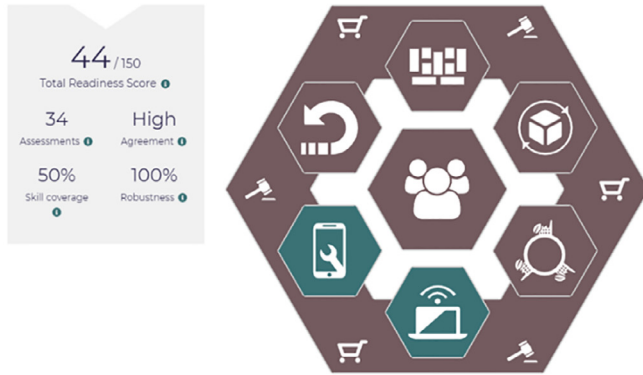 44 / 150
Total Readiness Score
34 High
Assessments Agreement
50% 100%
Skill coverage Robustness